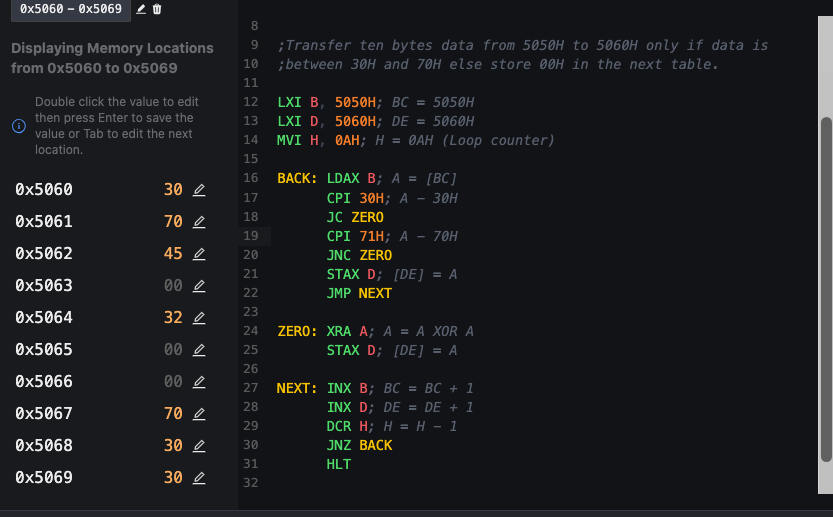 0x5060 – 0x5069
Displaying Memory Locations
from 0x5060 to 0x5069
Double click the value to edit
then press Enter to save the
value or Tab to edit the next
location.
0x5060 30
0x5061 70
0x5062 45
0x5063 00
0x5064 32
0x5065 00
0x5066 00
0x5067 70
0x5068 30
0x5069 30
8
9 ;Transfer ten bytes data from 5050H to 5060H only if data is
10 ;between 30H and 70H else store 00H in the next table.
11
12 LXI B, 5050H; BC = 5050H
13 LXI D, 5060H; DE = 5060H
14 MVI H, 0AH; H = 0AH (Loop counter)
15
16 BACK: LDAX B; A = [BC]
17 CPI 30H; A – 30H
18 JC ZERO
19 CPI 71H; A – 70H
20 JNC ZERO
21 STAX D; [DE] = A
22 JMP NEXT
23
24 ZERO: XRA A; A = A XOR A
25 STAX D; [DE] = A
26
27 NEXT: INX B; BC = BC + 1
28 INX D; DE = DE + 1
29 DCR H; H = H – 1
30 JNZ BACK
31 HLT
32